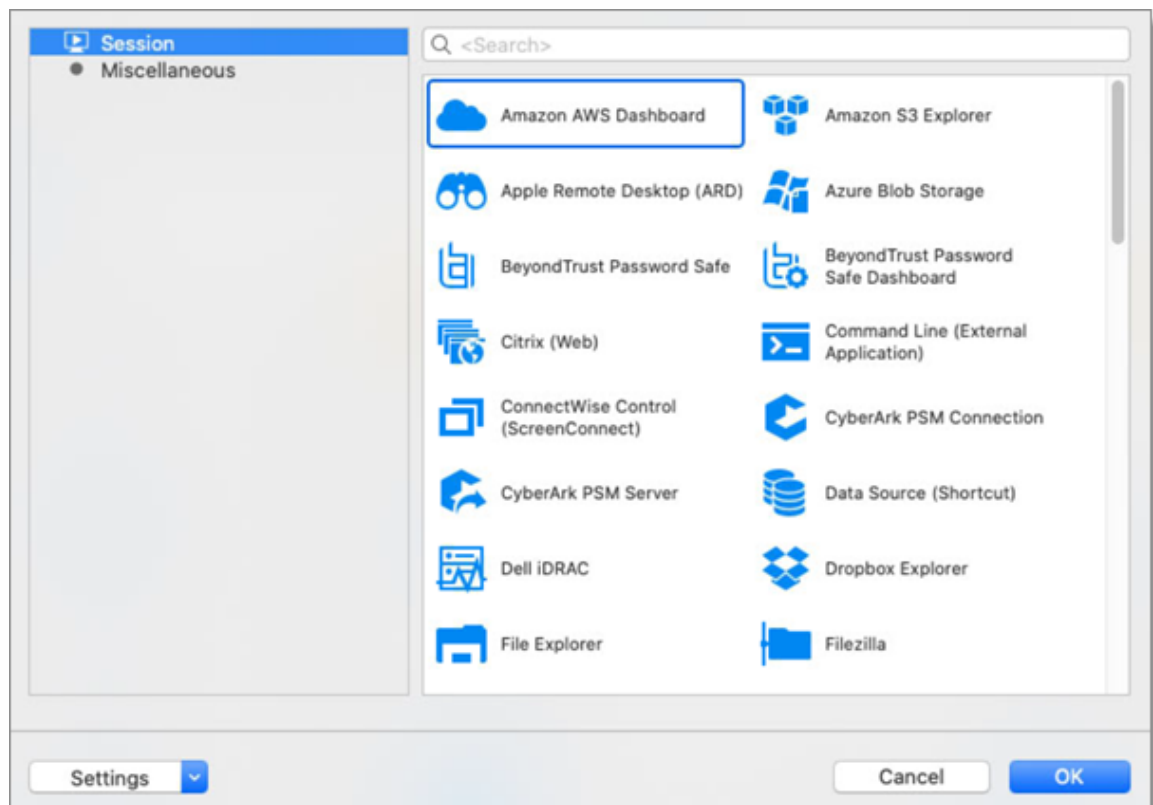 Session
Miscellaneous
<Search>
Amazon AWS Dashboard
Amazon S3 Explorer
Apple Remote Desktop (ARD)
Azure Blob Storage
BeyondTrust Password Safe
BeyondTrust Password
Safe Dashboard
Citrix (Web)
Command Line (External
Application)
ConnectWise Control
(ScreenConnect)
CyberArk PSM Connection
CyberArk PSM Server
Data Source (Shortcut)
Dell iDRAC
Dropbox Explorer
File Explorer
Filezilla
Settings
Cancel
OK